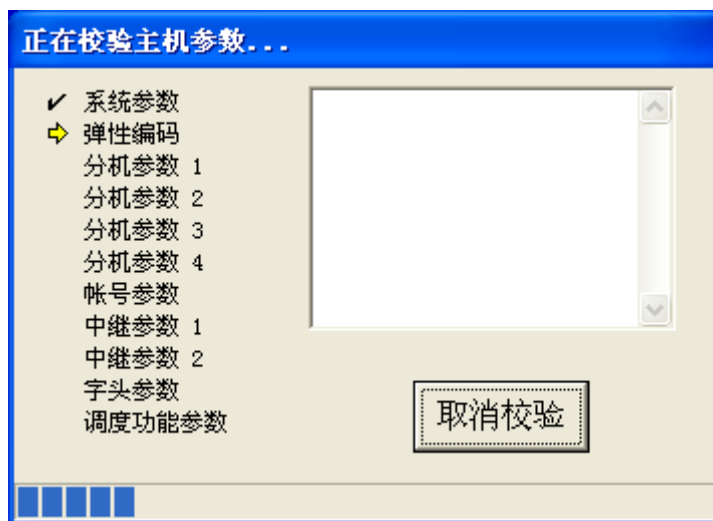 正在校验主机参数...
系统参数
弹性编码
分机参数 1
分机参数 2
分机参数 3
分机参数 4
帐号参数
中继参数 1
中继参数 2
字头参数
调度功能参数
取消校验